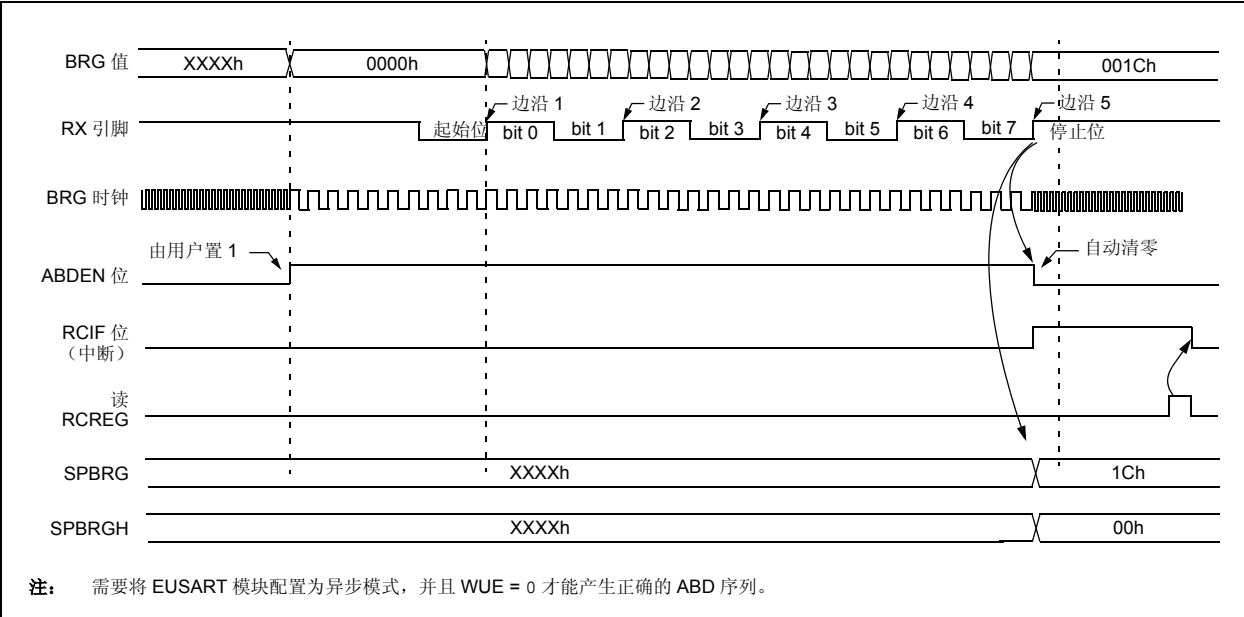 BRG 值
XXXXh
0000h
001Ch
边沿 1
边沿 2
边沿 3
边沿 4
边沿 5
RX 引脚
起始位
bit 0
bit 1
bit 2
bit 3
bit 4
bit 5
bit 6
bit 7
停止位
BRG 时钟
由用户置 1
自动清零
ABDEN 位
RCIF 位
（中断）
读
RCREG
SPBRG
XXXXh
1Ch
SPBRGH
XXXXh
00h
注： 需要将 EUSART 模块配置为异步模式，并且 WUE = 0 才能产生正确的 ABD 序列。